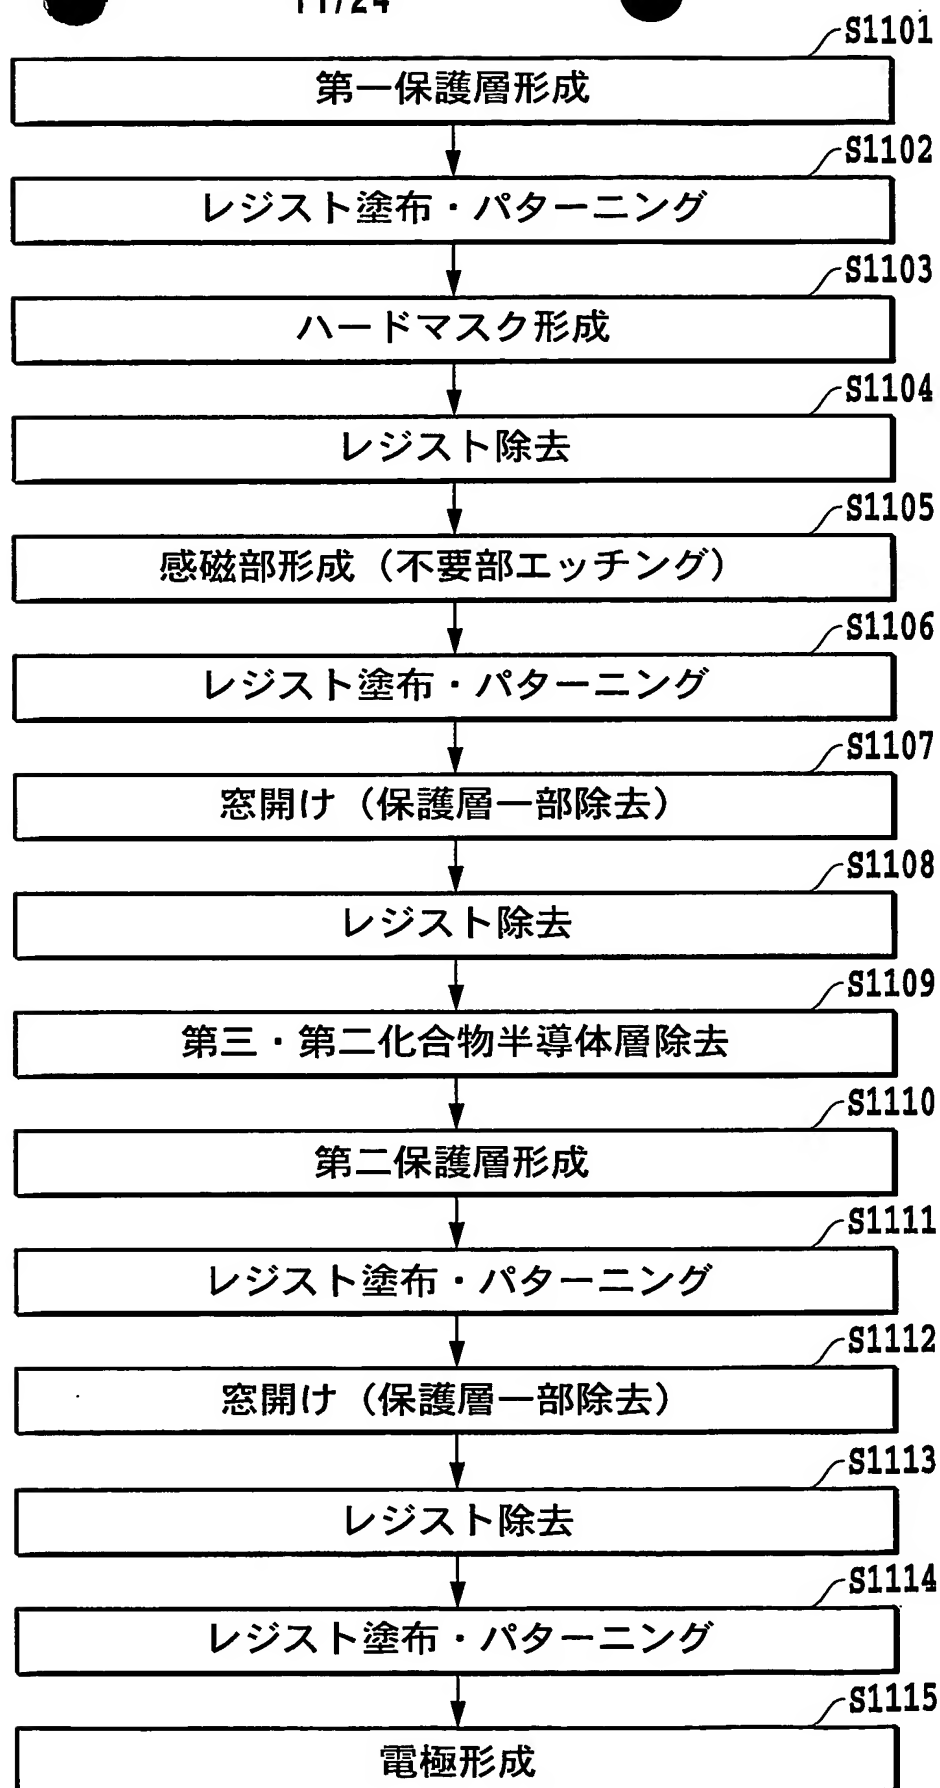 11/24
S1101
第一保護層形成
S1102
レジスト塗布・パターニング
S1103
ハードマスク形成
S1104
レジスト除去
S1105
感磁部形成（不要部エッチング）
S1106
レジスト塗布・パターニング
S1107
窓開け（保護層一部除去）
S1108
レジスト除去
S1109
第三・第二化合物半導体層除去
S1110
第二保護層形成
S1111
レジスト塗布・パターニング
S1112
窓開け（保護層一部除去）
S1113
レジスト除去
S1114
レジスト塗布・パターニング
S1115
電極形成